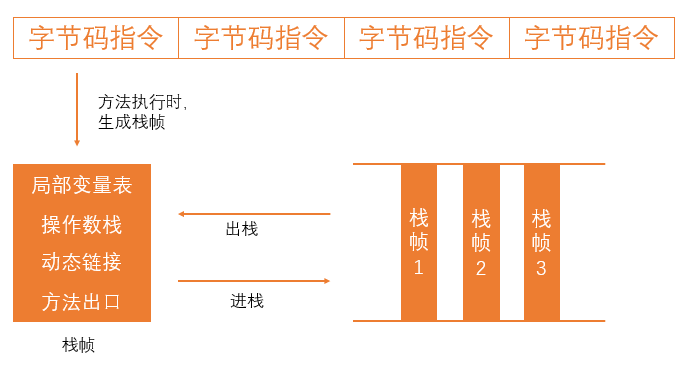 字节码指令 字节码指令 字节码指令 字节码指令
方法执行时,
生成栈帧
局部变量表
操作数栈
动态链接
方法出口
栈帧
出栈
进栈
栈帧1
栈帧2
栈帧3